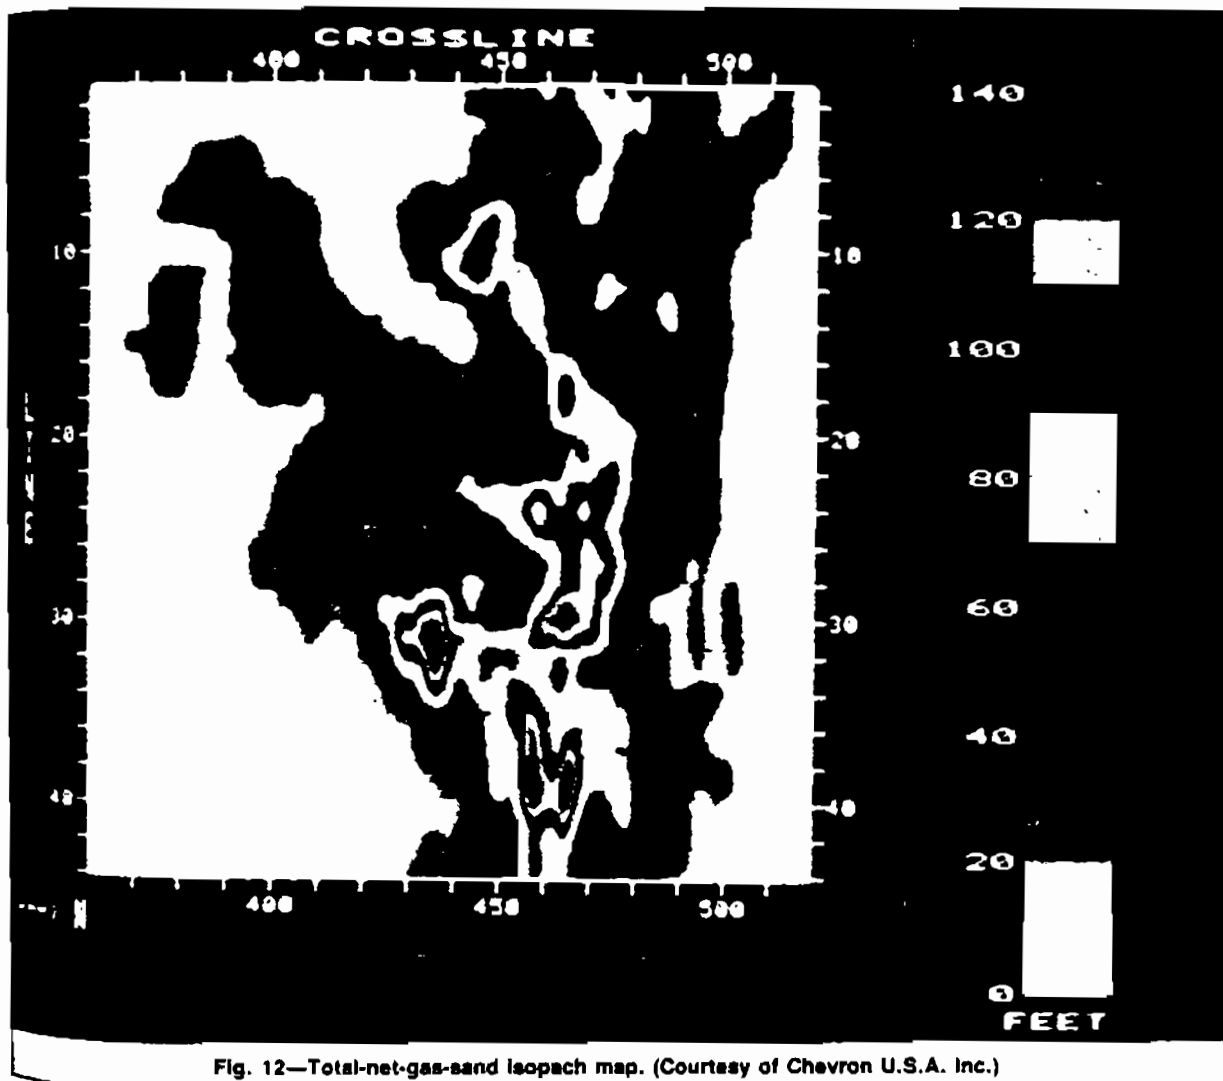 CROSSLINE
400 450 500
140
120
10 10
100
20 20
80
60
30 30
40
40 40
20
400 450 500
0
FEET
Fig. 12—Total-net-gas-sand isopach map. (Courtesy of Chevron U.S.A. Inc.)